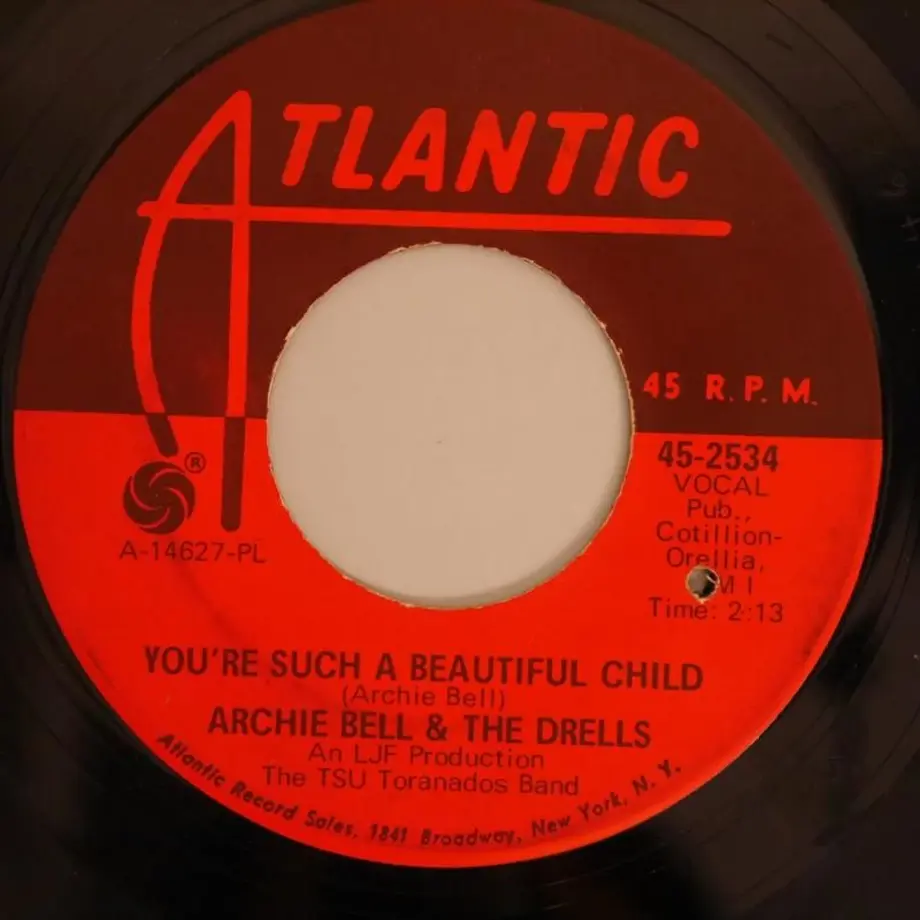 ATLANTIC
45 R.P.M.
45-2534
VOCAL
Pub.,
Cotillion-
Orellia,
M I
Time: 2:13
®
A-14627-PL
YOU'RE SUCH A BEAUTIFUL CHILD
(Archie Bell)
ARCHIE BELL & THE DRELLS
An LJF Production
The TSU Toranados Band
Atlantic Record Sales, 1841 Broadway, New York, N. Y.